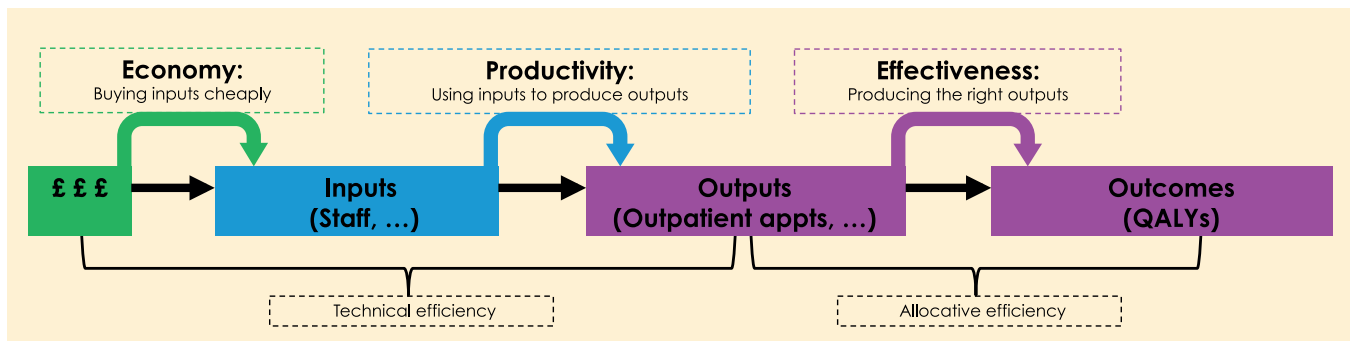 Economy:
Buying inputs cheaply
Productivity:
Using inputs to produce outputs
Effectiveness:
Producing the right outputs
£ £ £
Inputs
(Staff, …)
Outputs
(Outpatient appts, …)
Outcomes
(QALYs)
Technical efficiency
Allocative efficiency